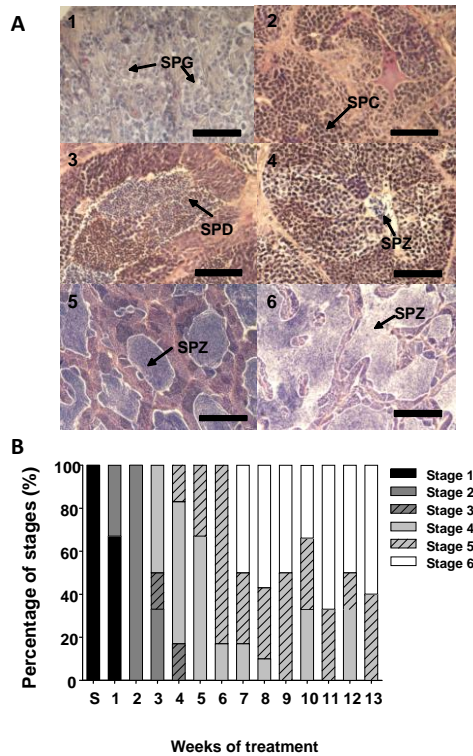 A
1
SPG
2
SPC
3
SPD
4
SPZ
5
SPZ
6
SPZ
B
Percentage of stages (%)
100
80
60
40
20
0
S 1 2 3 4 5 6 7 8 9 10 11 12 13
Weeks of treatment
Stage 1
Stage 2
Stage 3
Stage 4
Stage 5
Stage 6